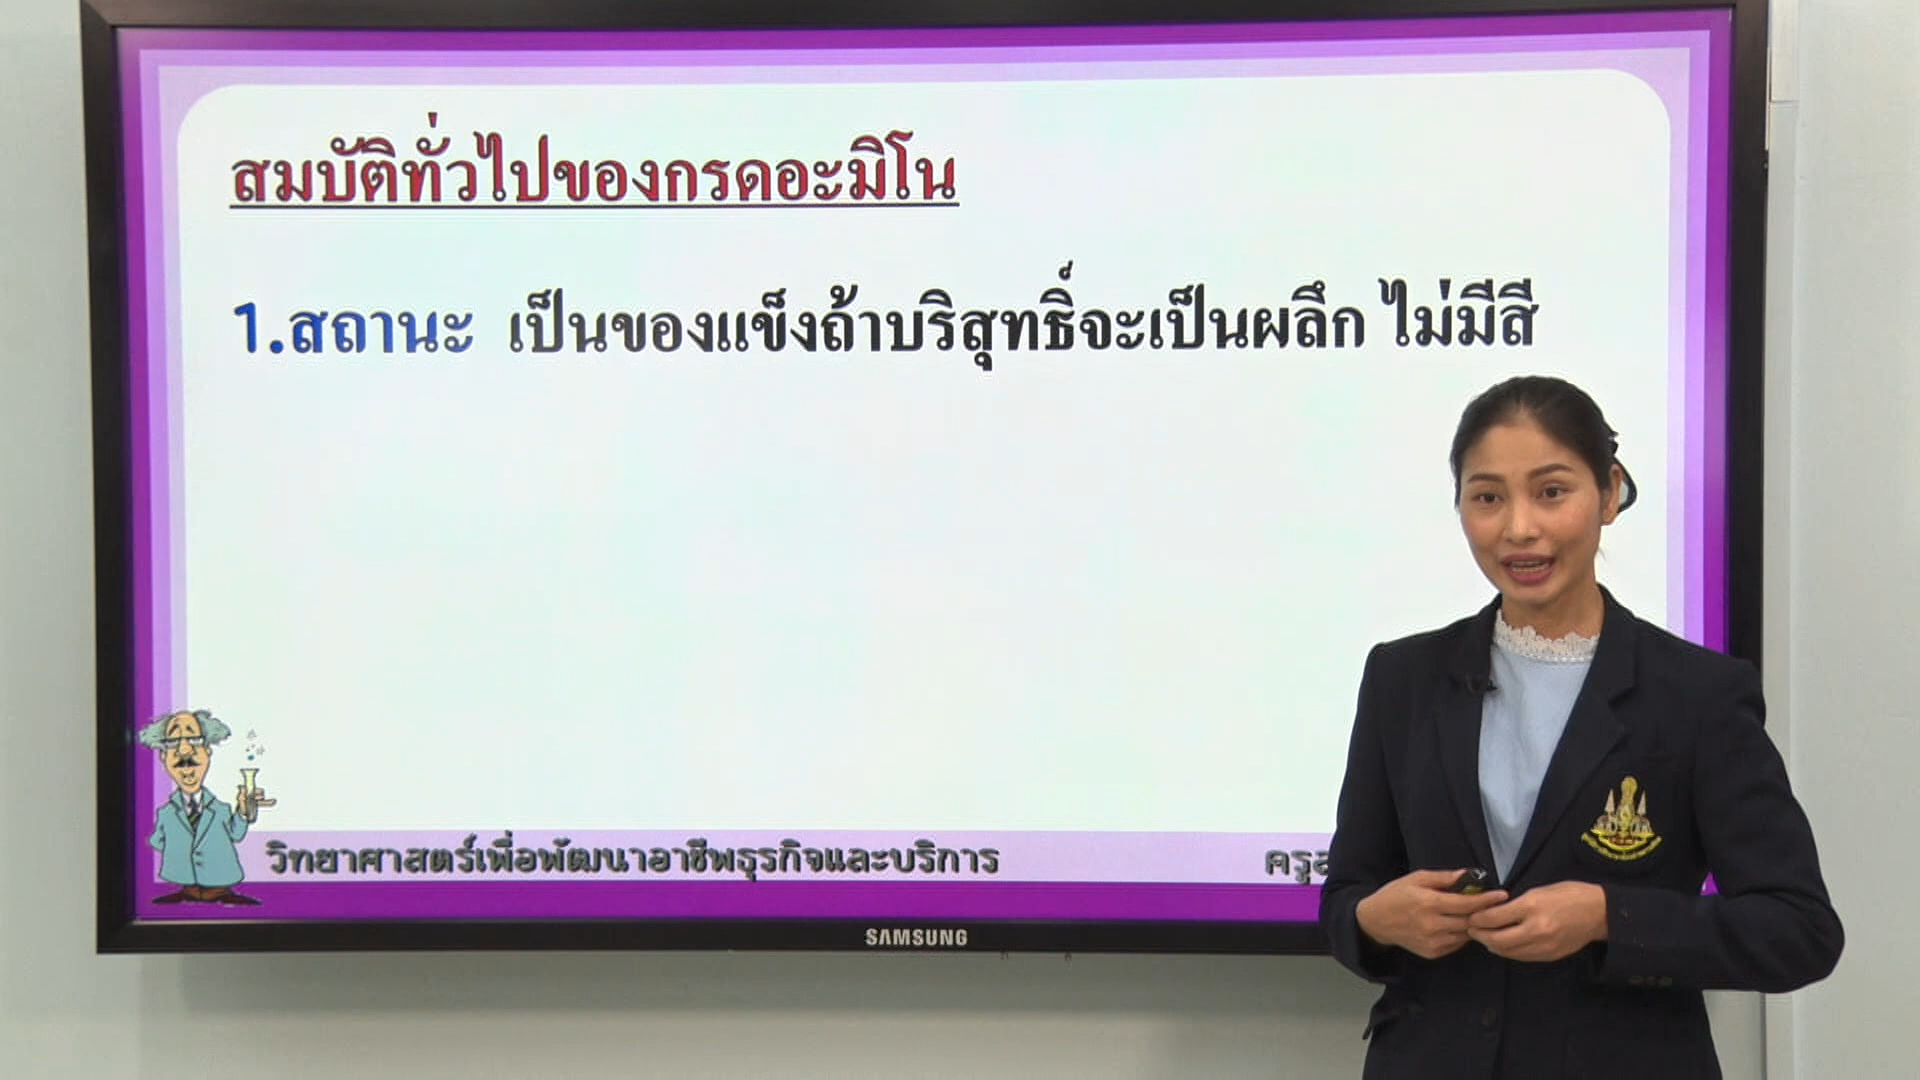 สมบัติทั่วไปของกรดอะมิโน
1.สถานะ เป็นของแข็งถ้าบริสุทธิ์จะเป็นผลึก ไม่มีสี
วิทยาศาสตร์เพื่อพัฒนาอาชีพธุรกิจและบริการ
SAMSUNG